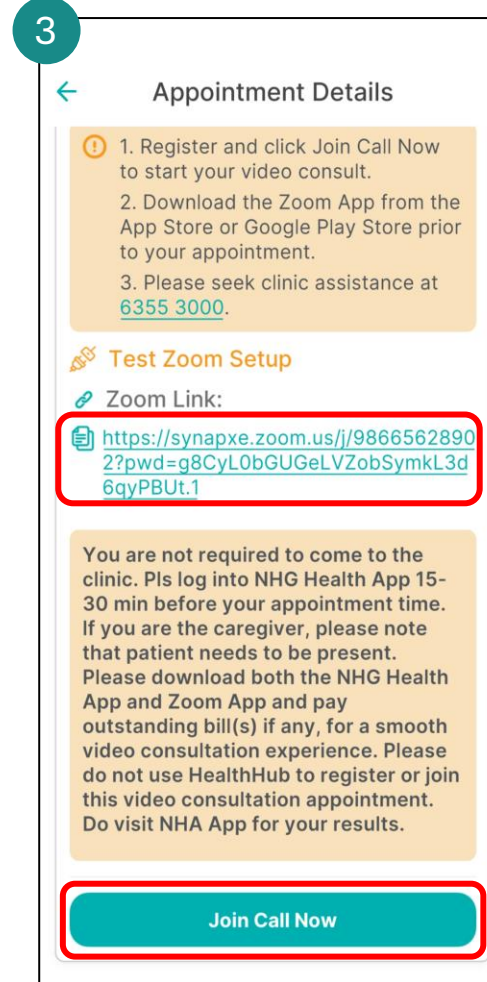 3
Appointment Details
1. Register and click Join Call Now
to start your video consult.
2. Download the Zoom App from the
App Store or Google Play Store prior
to your appointment.
3. Please seek clinic assistance at
6355 3000.
Test Zoom Setup
Zoom Link:
https://synapxe.zoom.us/j/9866562890
2?pwd=g8CyL0bGUGeLVZobSymkL3d
6qyPBUt.1
You are not required to come to the
clinic. Pls log into NHG Health App 15-
30 min before your appointment time.
If you are the caregiver, please note
that patient needs to be present.
Please download both the NHG Health
App and Zoom App and pay
outstanding bill(s) if any, for a smooth
video consultation experience. Please
do not use HealthHub to register or join
this video consultation appointment.
Do visit NHA App for your results.
Join Call Now